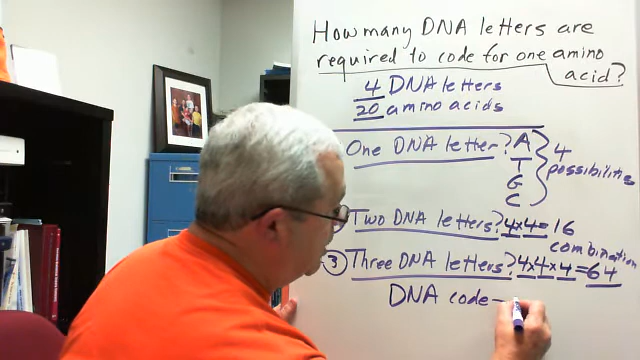 How many DNA letters are
required to code for one amino
acid?
4 DNA letters
20 amino acids
One DNA letter? A
T
G
C
4
possibilities
Two DNA letters? 4x4=16
combination
3 Three DNA letters? 4x4x4=64
DNA code -